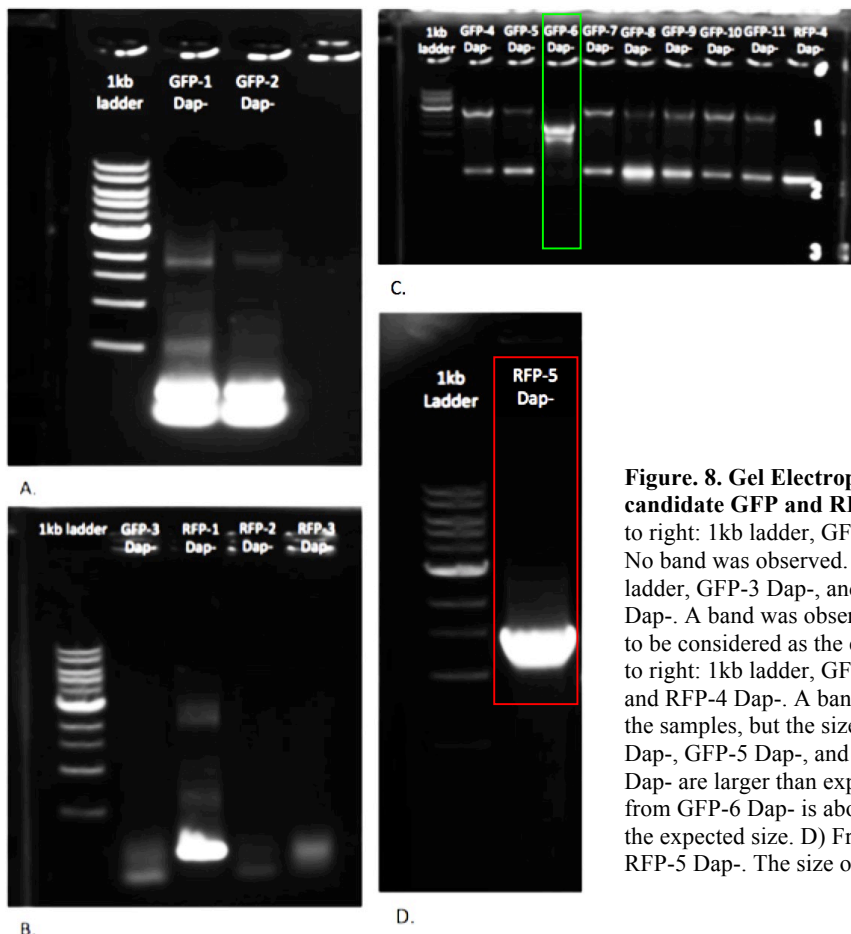 1kb GFP-1 GFP-2
ladder Dap- Dap-
A.
1kb GFP-4 GFP-5 GFP-6 GFP-7 GFP-8 GFP-9 GFP-10 GFP-11 RFP-4
ladder Dap- Dap- Dap- Dap- Dap- Dap- Dap- Dap- Dap-
0
1
2
3
C.
1kb ladder GFP-3 RFP-1 RFP-2 RFP-3
Dap- Dap- Dap- Dap-
B.
1kb RFP-5
Ladder Dap-
D.
Figure. 8. Gel Electrop
candidate GFP and RF
to right: 1kb ladder, GF
No band was observed.
ladder, GFP-3 Dap-, and
Dap-. A band was obser
to be considered as the
to right: 1kb ladder, GF
and RFP-4 Dap-. A ban
the samples, but the size
Dap-, GFP-5 Dap-, and
Dap- are larger than exp
from GFP-6 Dap- is abo
the expected size. D) Fr
RFP-5 Dap-. The size o